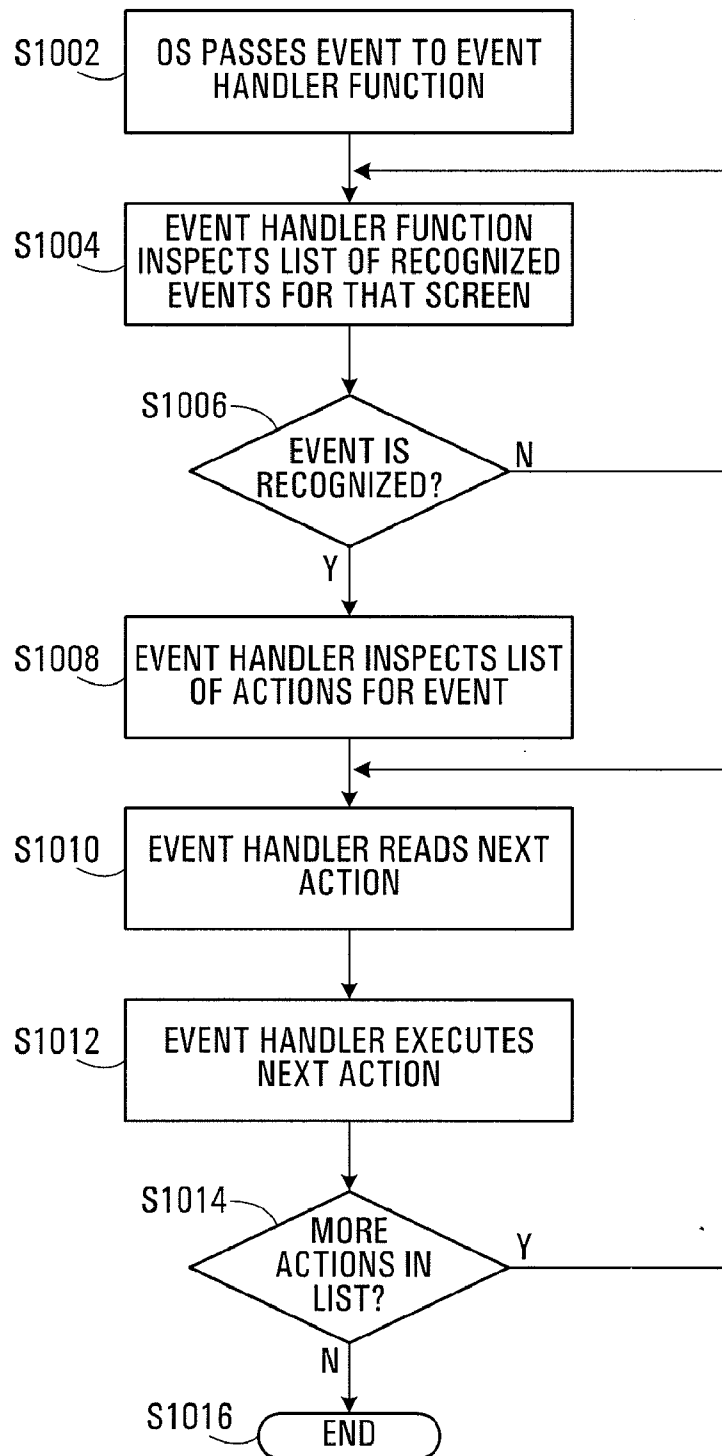 S1002
OS PASSES EVENT TO EVENT
HANDLER FUNCTION
S1004
EVENT HANDLER FUNCTION
INSPECTS LIST OF RECOGNIZED
EVENTS FOR THAT SCREEN
S1006
EVENT IS
RECOGNIZED?
N
Y
S1008
EVENT HANDLER INSPECTS LIST
OF ACTIONS FOR EVENT
S1010
EVENT HANDLER READS NEXT
ACTION
S1012
EVENT HANDLER EXECUTES
NEXT ACTION
S1014
MORE
ACTIONS IN
LIST?
Y
N
S1016
END